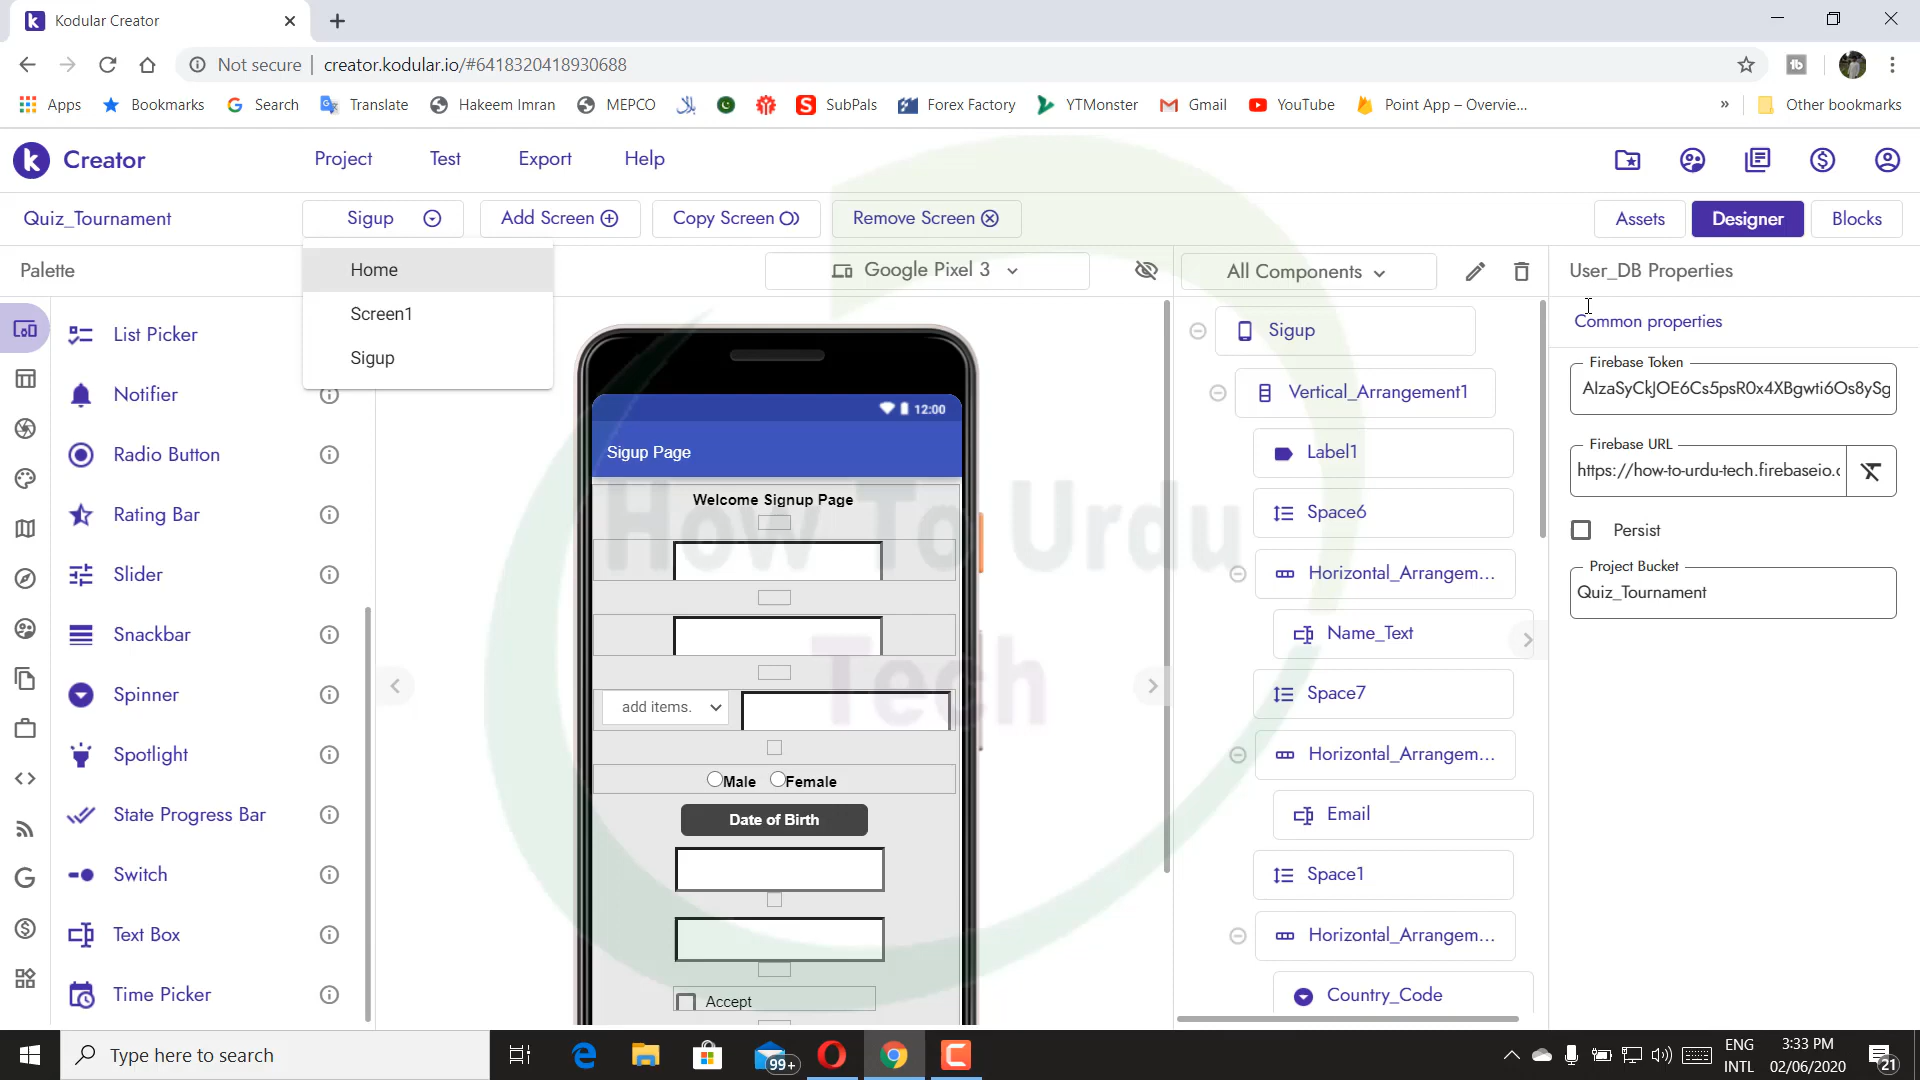 Kodular Creator
Not secure
creator.kodular.io/#6418320418930688
Apps
Bookmarks
Search
Translate
Hakeem Imran
MEPCO
SubPals
Forex Factory
YTMonster
Gmail
YouTube
Point App – Overvie...
»
Other bookmarks
Creator
Project
Test
Export
Help
Quiz_Tournament
Sigup
Add Screen
Copy Screen
Remove Screen
Assets
Designer
Blocks
Home
Screen1
Sigup
Palette
Google Pixel 3
All Components
User_DB Properties
List Picker
Notifier
Radio Button
Rating Bar
Slider
Snackbar
Spinner
Spotlight
State Progress Bar
Switch
Text Box
Time Picker
12:00
Sigup Page
Welcome Signup Page
add items.
Male
Female
Date of Birth
Accept
How To Urdu
Tech
Sigup
Vertical_Arrangement1
Label1
Space6
Horizontal_Arrangem...
Name_Text
Space7
Horizontal_Arrangem...
Email
Space1
Horizontal_Arrangem...
Country_Code
Common properties
Firebase Token
AIzaSyCkJOE6Cs5psR0x4XBgwti6Os8ySg
Firebase URL
https://how-to-urdu-tech.firebaseio.c
Persist
Project Bucket
Quiz_Tournament
Type here to search
99+
ENG
INTL
3:33 PM
02/06/2020
21